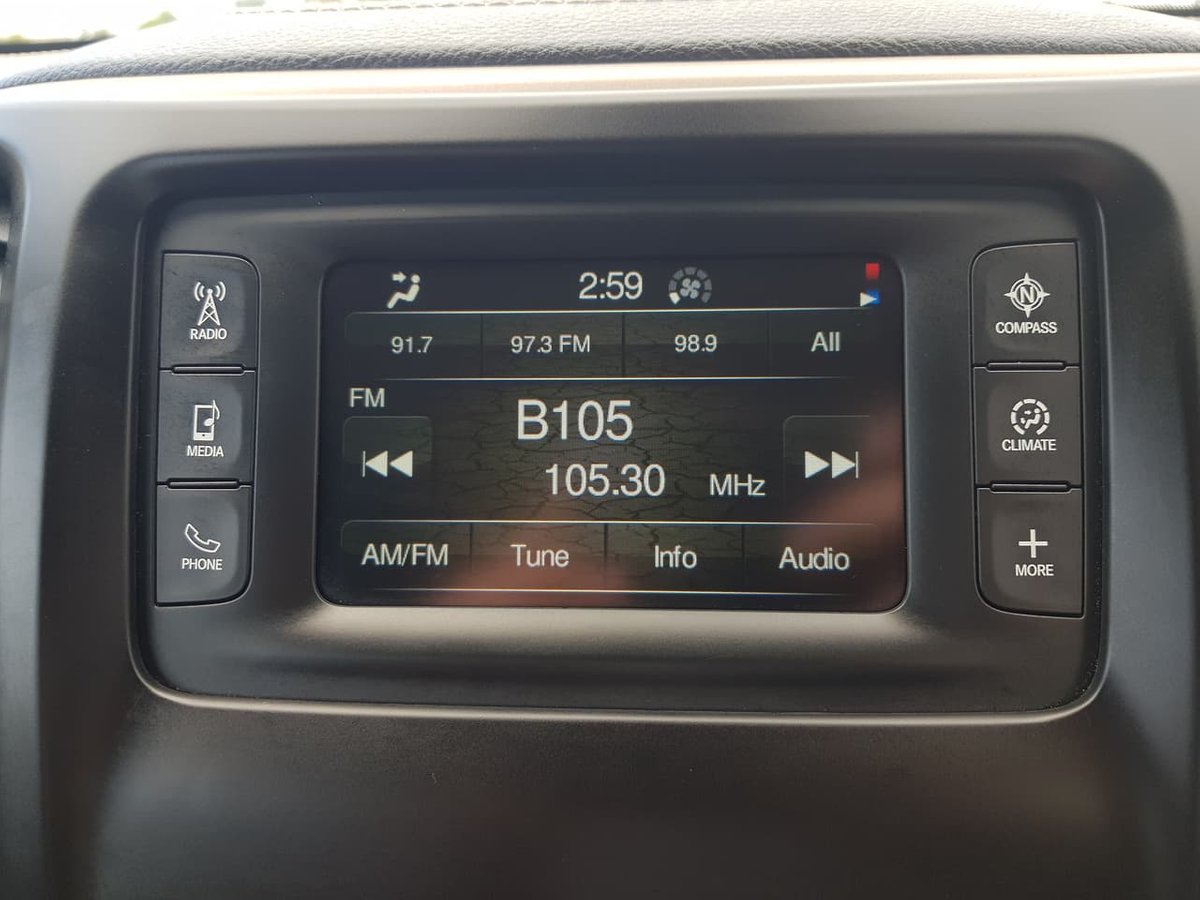 RADIO
MEDIA
PHONE
2:59
91.7 97.3 FM 98.9 All
FM
B105
105.30 MHz
AM/FM Tune Info Audio
N
COMPASS
CLIMATE
MORE